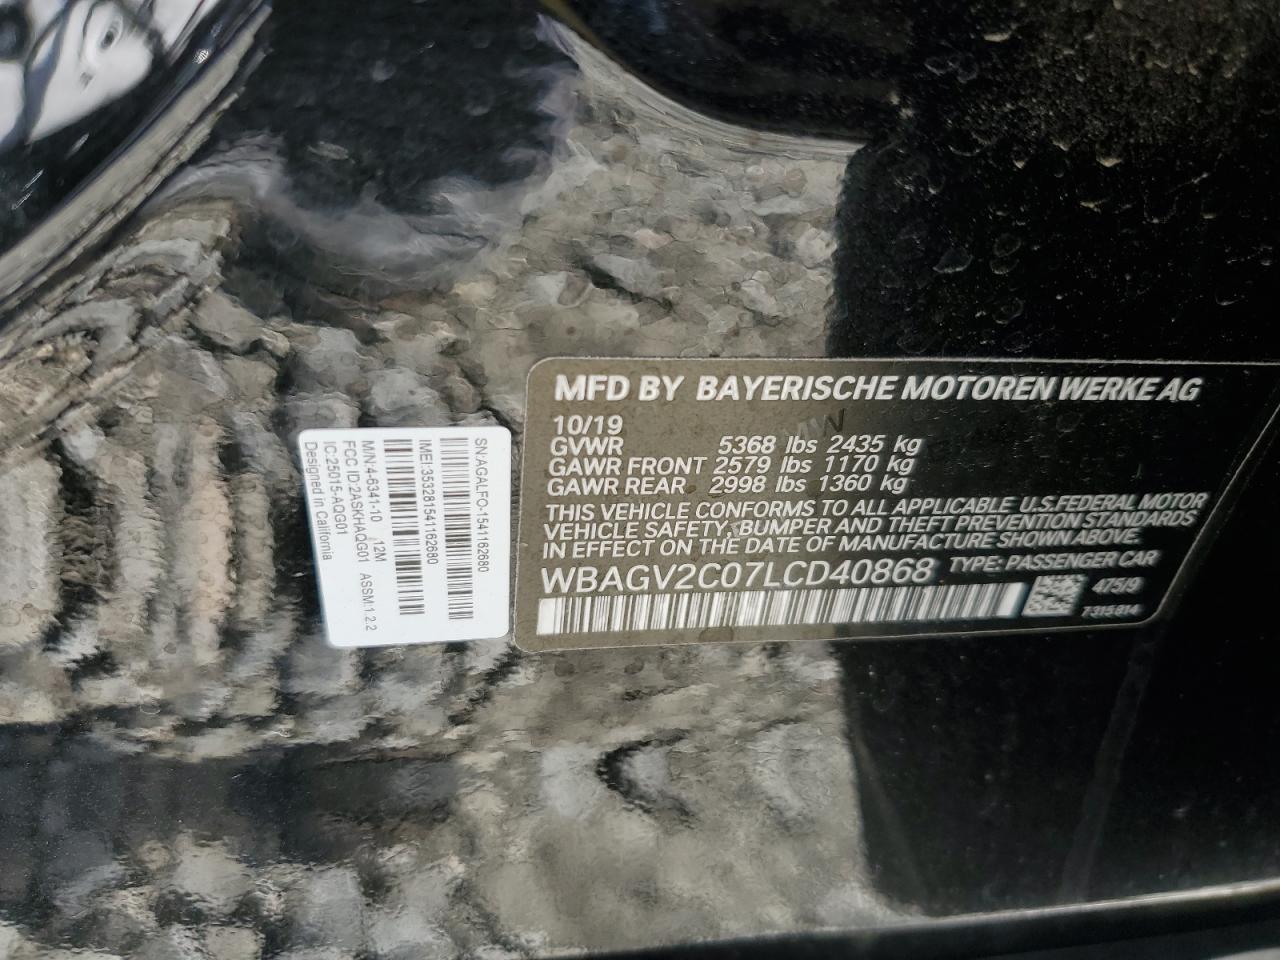 MFD BY BAYERISCHE MOTOREN WERKE AG
10/19
GVWR 5368 lbs 2435 kg
GAWR FRONT 2579 lbs 1170 kg
GAWR REAR 2998 lbs 1360 kg
THIS VEHICLE CONFORMS TO ALL APPLICABLE U.S.FEDERAL MOTOR
VEHICLE SAFETY, BUMPER AND THEFT PREVENTION STANDARDS
IN EFFECT ON THE DATE OF MANUFACTURE SHOWN ABOVE.
WBAGV2C07LCD40868 TYPE: PASSENGER CAR
475/9
7315814
SN:AGALFO-1541162680
IMEI:353281541162680
M/N:4-6341-10 12M
FCC ID:2ASKHAQG01 ASSM:1.2.2
IC:25015-AQG01
Designed in California